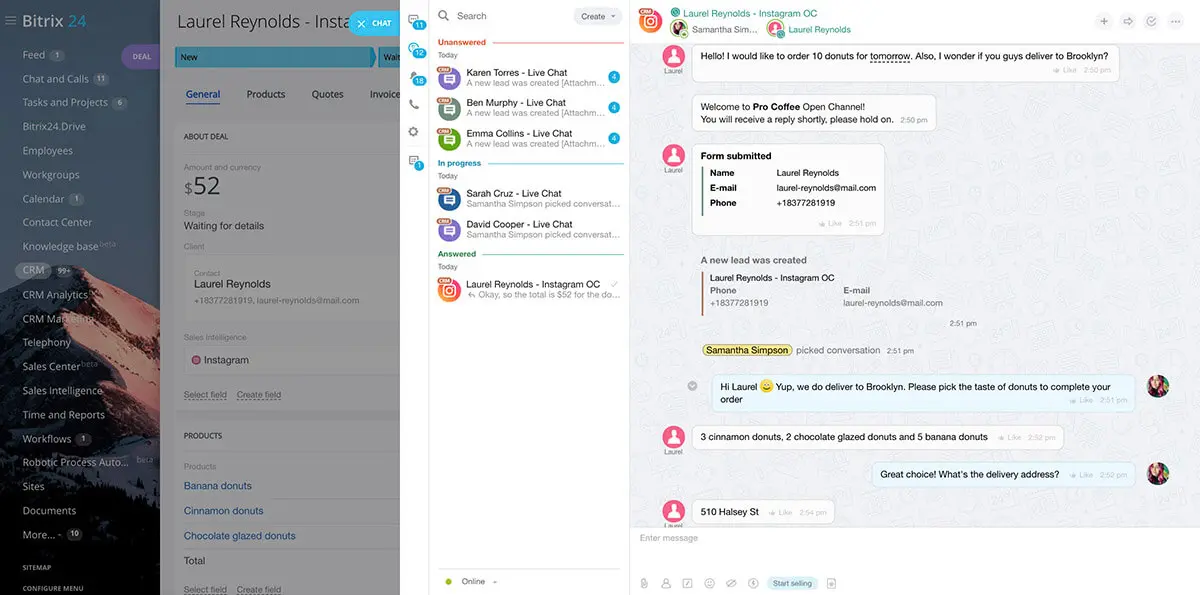 Bitrix 24
Feed 1
Chat and Calls 11
Tasks and Projects 6
Bitrix24.Drive
Employees
Workgroups
Calendar 1
Contact Center
Knowledge base beta
CRM 99+
CRM Analytics
CRM Marketing
Telephony
Sales Center beta
Sales Intelligence
Time and Reports
Workflows 1
Robotic Process Auto... beta
Sites
Documents
More... 10
SITEMAP
CONFIGURE MENU
DEAL
Laurel Reynolds - Insta
CHAT
New
Wait
General Products Quotes Invoice
ABOUT DEAL
Amount and currency
$52
Stage
Waiting for details
Client
Contact
Laurel Reynolds
+18377281919, laurel-reynolds@mail.com
Sales Intelligence
Instagram
Select field Create field
PRODUCTS
Products
Banana donuts
Cinnamon donuts
Chocolate glazed donuts
Total
Select field Create field
11
12
18
1
Search
Create
Unanswered
Today
CRM
Karen Torres - Live Chat
A new lead was created [Attachm... 4
CRM
Ben Murphy - Live Chat
A new lead was created [Attachm... 4
CRM
Emma Collins - Live Chat
A new lead was created [Attachm... 4
In progress
Today
CRM
Sarah Cruz - Live Chat
Samantha Simpson picked conversat...
CRM
David Cooper - Live Chat
Samantha Simpson picked conversat...
Answered
Today
CRM
Laurel Reynolds - Instagram OC
Okay, so the total is $52 for the do...
Online
CRM
Laurel Reynolds - Instagram OC
Samantha Sim... Laurel Reynolds
Hello! I would like to order 10 donuts for tomorrow. Also, I wonder if you guys deliver to Brooklyn?
Like 2:50 pm
Laurel
Welcome to Pro Coffee Open Channel!
You will receive a reply shortly, please hold on. 2:50 pm
Form submitted
Laurel
Name Laurel Reynolds
E-mail laurel-reynolds@mail.com
Phone +18377281919
Like 2:51 pm
A new lead was created
Laurel Reynolds - Instagram OC
Phone E-mail
+18377281919 laurel-reynolds@mail.com
2:51 pm
Samantha Simpson picked conversation 2:51 pm
Hi Laurel 😀 Yup, we do deliver to Brooklyn. Please pick the taste of donuts to complete your
order
Like 2:51 pm
3 cinnamon donuts, 2 chocolate glazed donuts and 5 banana donuts Like 2:52 pm
Laurel
Great choice! What's the delivery address? Like 2:52 pm
510 Halsey St Like 2:54 pm
Laurel
Enter message
Start selling